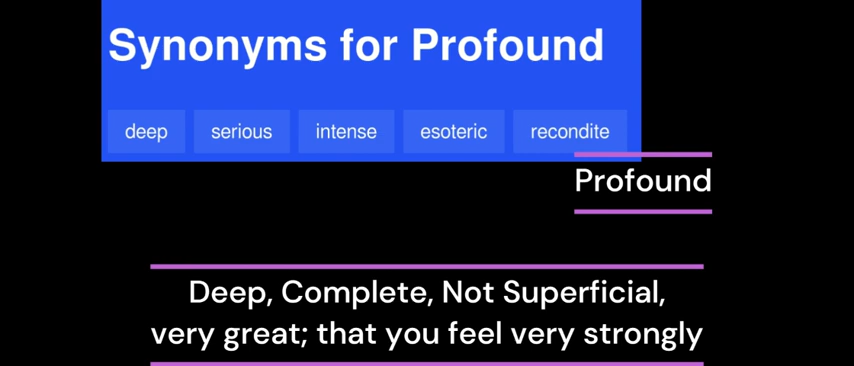 Synonyms for Profound
deep serious intense esoteric recondite
Profound
Deep, Complete, Not Superficial,
very great; that you feel very strongly